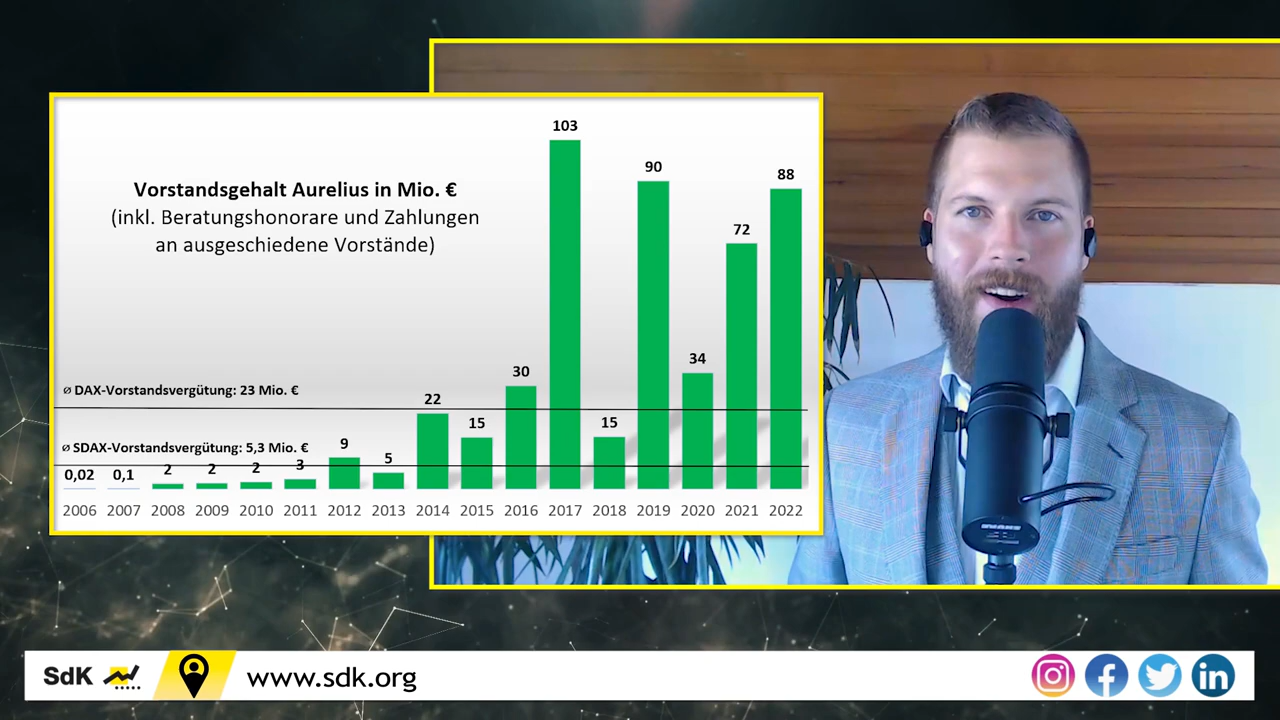 Vorstandsgehalt Aurelius in Mio. €
(inkl. Beratungshonorare und Zahlungen
an ausgeschiedene Vorstände)
103
90
88
72
34
30
22
15
15
9
5
3
2
2
2
0,1
0,02
⌀ DAX-Vorstandsvergütung: 23 Mio. €
⌀ SDAX-Vorstandsvergütung: 5,3 Mio. €
2006 2007 2008 2009 2010 2011 2012 2013 2014 2015 2016 2017 2018 2019 2020 2021 2022
SdK
www.sdk.org